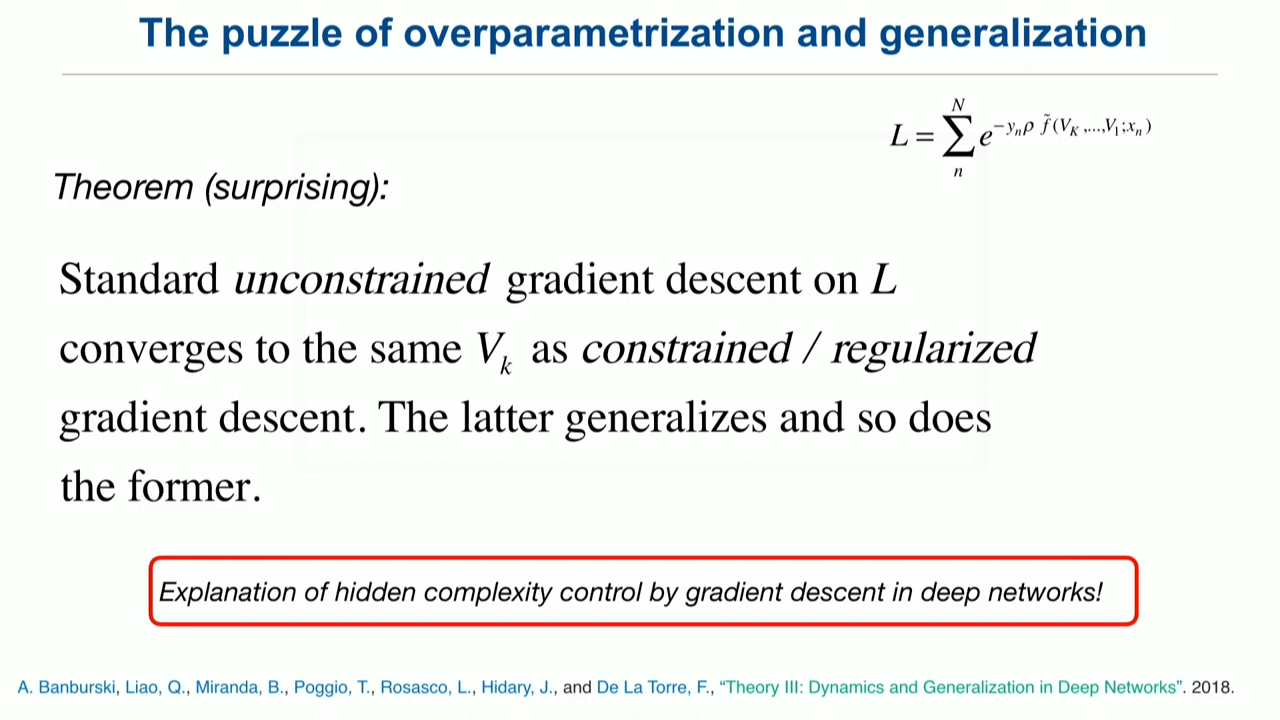 The puzzle of overparametrization and generalization
L = ∑_n^N e^{-y_n ρ f̃(V_K,...,V_1;x_n)}
Theorem (surprising):
Standard unconstrained gradient descent on L
converges to the same V_k as constrained / regularized
gradient descent. The latter generalizes and so does
the former.
Explanation of hidden complexity control by gradient descent in deep networks!
A. Banburski, Liao, Q., Miranda, B., Poggio, T., Rosasco, L., Hidary, J., and De La Torre, F., “Theory III: Dynamics and Generalization in Deep Networks”. 2018.